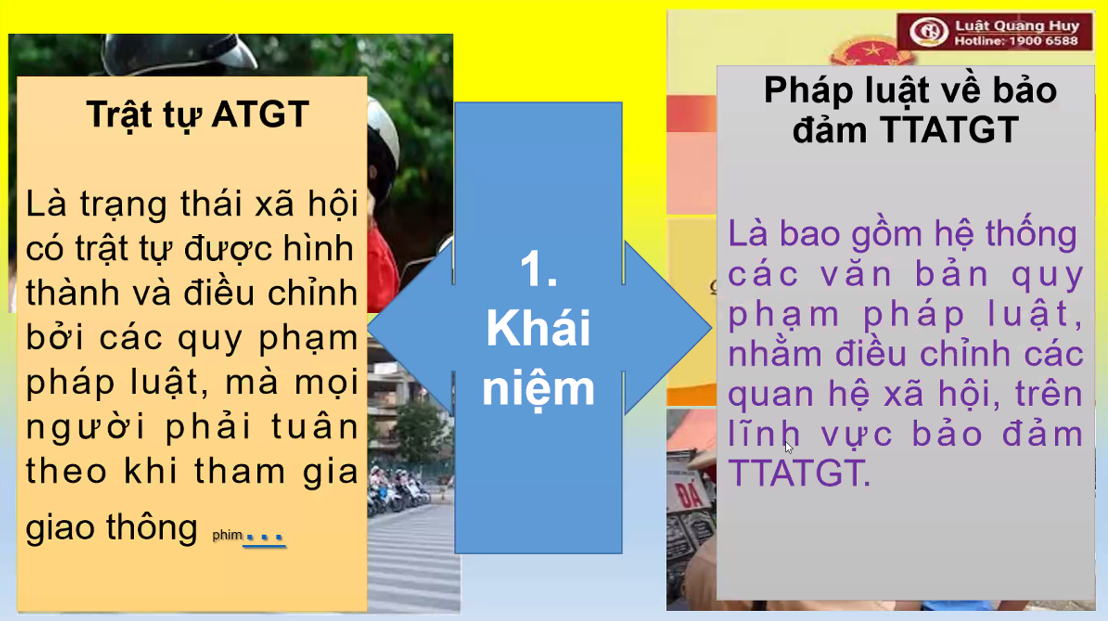 Trật tự ATGT
Là trạng thái xã hội
có trật tự được hình
thành và điều chỉnh
bởi các quy phạm
pháp luật, mà mọi
người phải tuân
theo khi tham gia
giao thông phim...
1.
Khái
niệm
Luật Quang Huy
Hotline: 1900 6588
Pháp luật về bảo
đảm TTATGT
Là bao gồm hệ thống
các văn bản quy
phạm pháp luật,
nhằm điều chỉnh các
quan hệ xã hội, trên
lĩnh vực bảo đảm
TTATGT.
ĐÁ